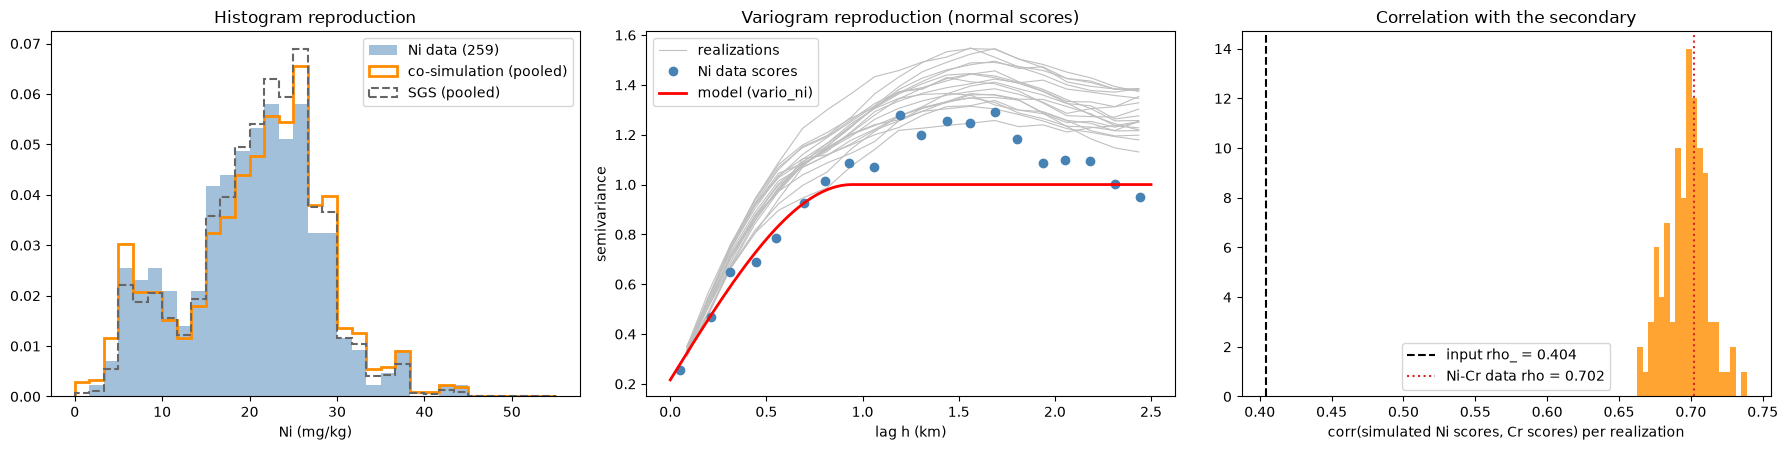 Histogram reproduction
0.07
0.06
0.05
0.04
0.03
0.02
0.01
0.00
Ni data (259)
co-simulation (pooled)
SGS (pooled)
0 10 20 30 40 50
Ni (mg/kg)
Variogram reproduction (normal scores)
semivariance
1.6
1.4
1.2
1.0
0.8
0.6
0.4
0.2
realizations
Ni data scores
model (vario_ni)
0.0 0.5 1.0 1.5 2.0 2.5
lag h (km)
Correlation with the secondary
14
12
10
8
6
4
2
0
input rho_ = 0.404
Ni-Cr data rho = 0.702
0.40 0.45 0.50 0.55 0.60 0.65 0.70 0.75
corr(simulated Ni scores, Cr scores) per realization